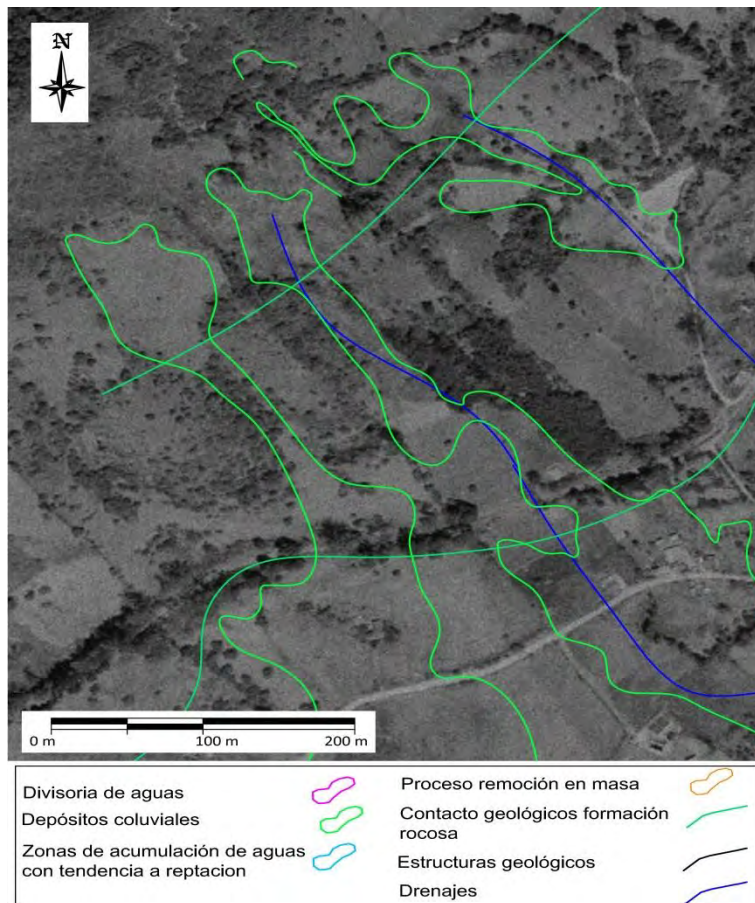 N
0 m 100 m 200 m
Divisoria de aguas
Depósitos coluviales
Zonas de acumulación de aguas
con tendencia a reptacion
Proceso remoción en masa
Contacto geológicos formación
rocosa
Estructuras geológicos
Drenajes